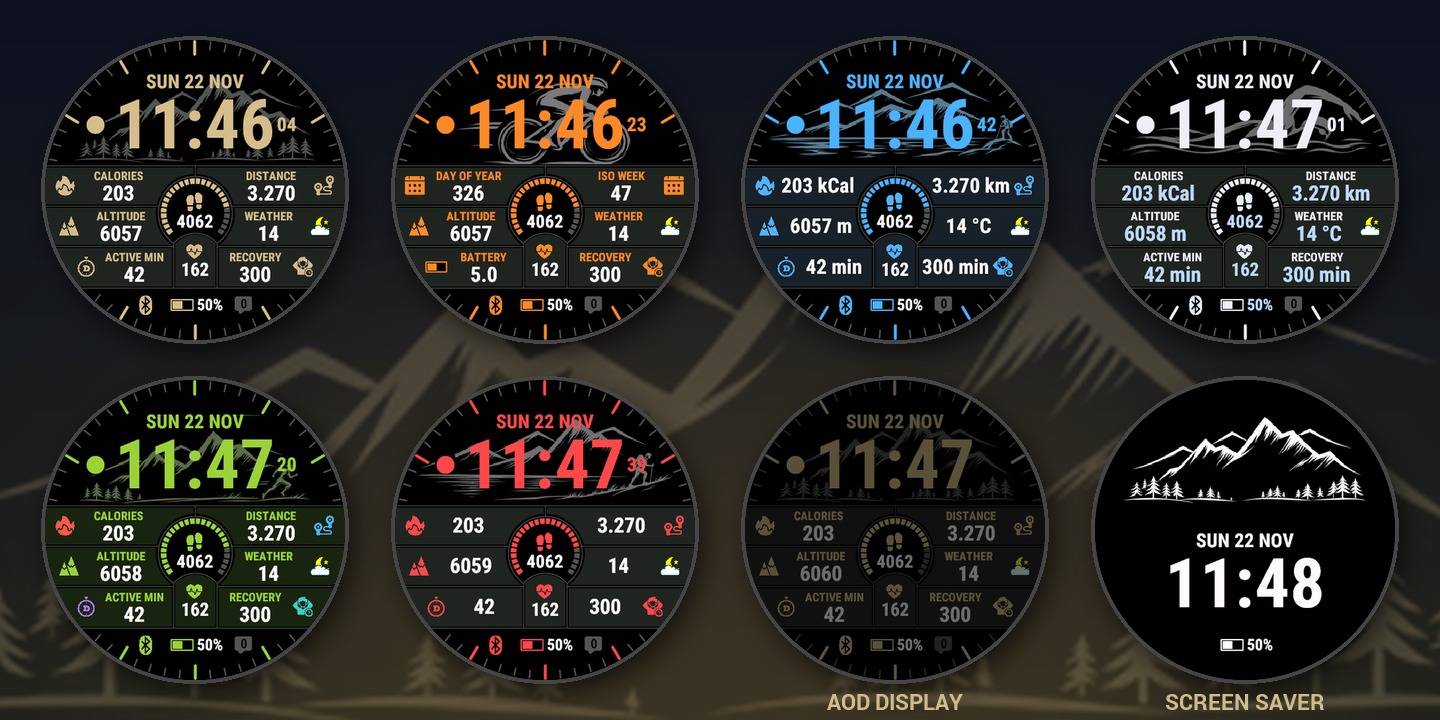 SUN 22 NOV
11:46 04
CALORIES
203
DISTANCE
3.270
ALTITUDE
6057
4062
WEATHER
14
ACTIVE MIN
42
162
RECOVERY
300
50% 0
SUN 22 NOV
11:46 23
DAY OF YEAR
326
ISO WEEK
47
ALTITUDE
6057
4062
WEATHER
14
BATTERY
5.0
162
RECOVERY
300
50% 0
SUN 22 NOV
11:46 42
203 kCal
3.270 km
6057 m
4062
14 °C
42 min
162
300 min
50% 0
SUN 22 NOV
11:47 01
CALORIES
203 kCal
DISTANCE
3.270 km
ALTITUDE
6058 m
4062
WEATHER
14 °C
ACTIVE MIN
42 min
162
RECOVERY
300 min
50% 0
SUN 22 NOV
11:47 20
CALORIES
203
DISTANCE
3.270
ALTITUDE
6058
4062
WEATHER
14
D
ACTIVE MIN
42
162
RECOVERY
300
50% 0
SUN 22 NOV
11:47 39
203
3.270
6059
4062
14
D
42
162
300
50% 0
SUN 22 NOV
11:47
CALORIES
203
DISTANCE
3.270
ALTITUDE
6060
4062
WEATHER
14
D
ACTIVE MIN
42
162
RECOVERY
300
50% 0
AOD DISPLAY
SUN 22 NOV
11:48
50%
SCREEN SAVER